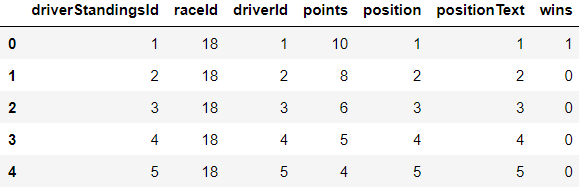 driverStandingsId raceId driverId points position positionText wins
0 1 18 1 10 1 1 1
1 2 18 2 8 2 2 0
2 3 18 3 6 3 3 0
3 4 18 4 5 4 4 0
4 5 18 5 4 5 5 0